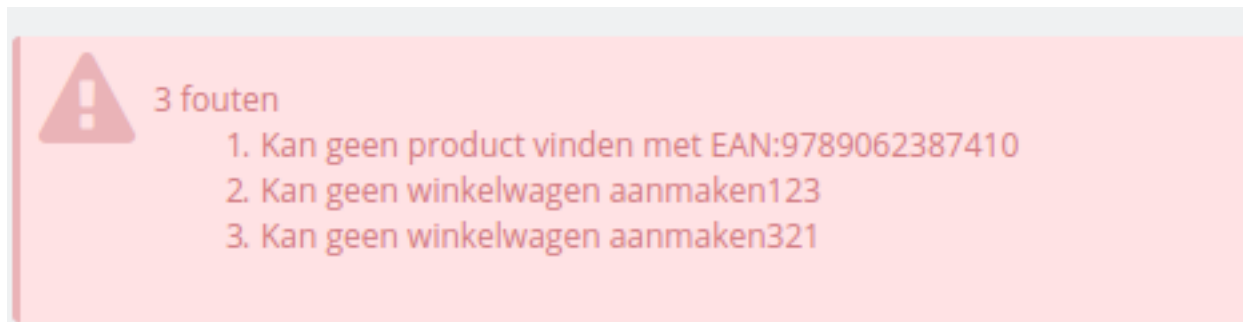 3 fouten
1. Kan geen product vinden met EAN:9789062387410
2. Kan geen winkelwagen aanmaken123
3. Kan geen winkelwagen aanmaken321